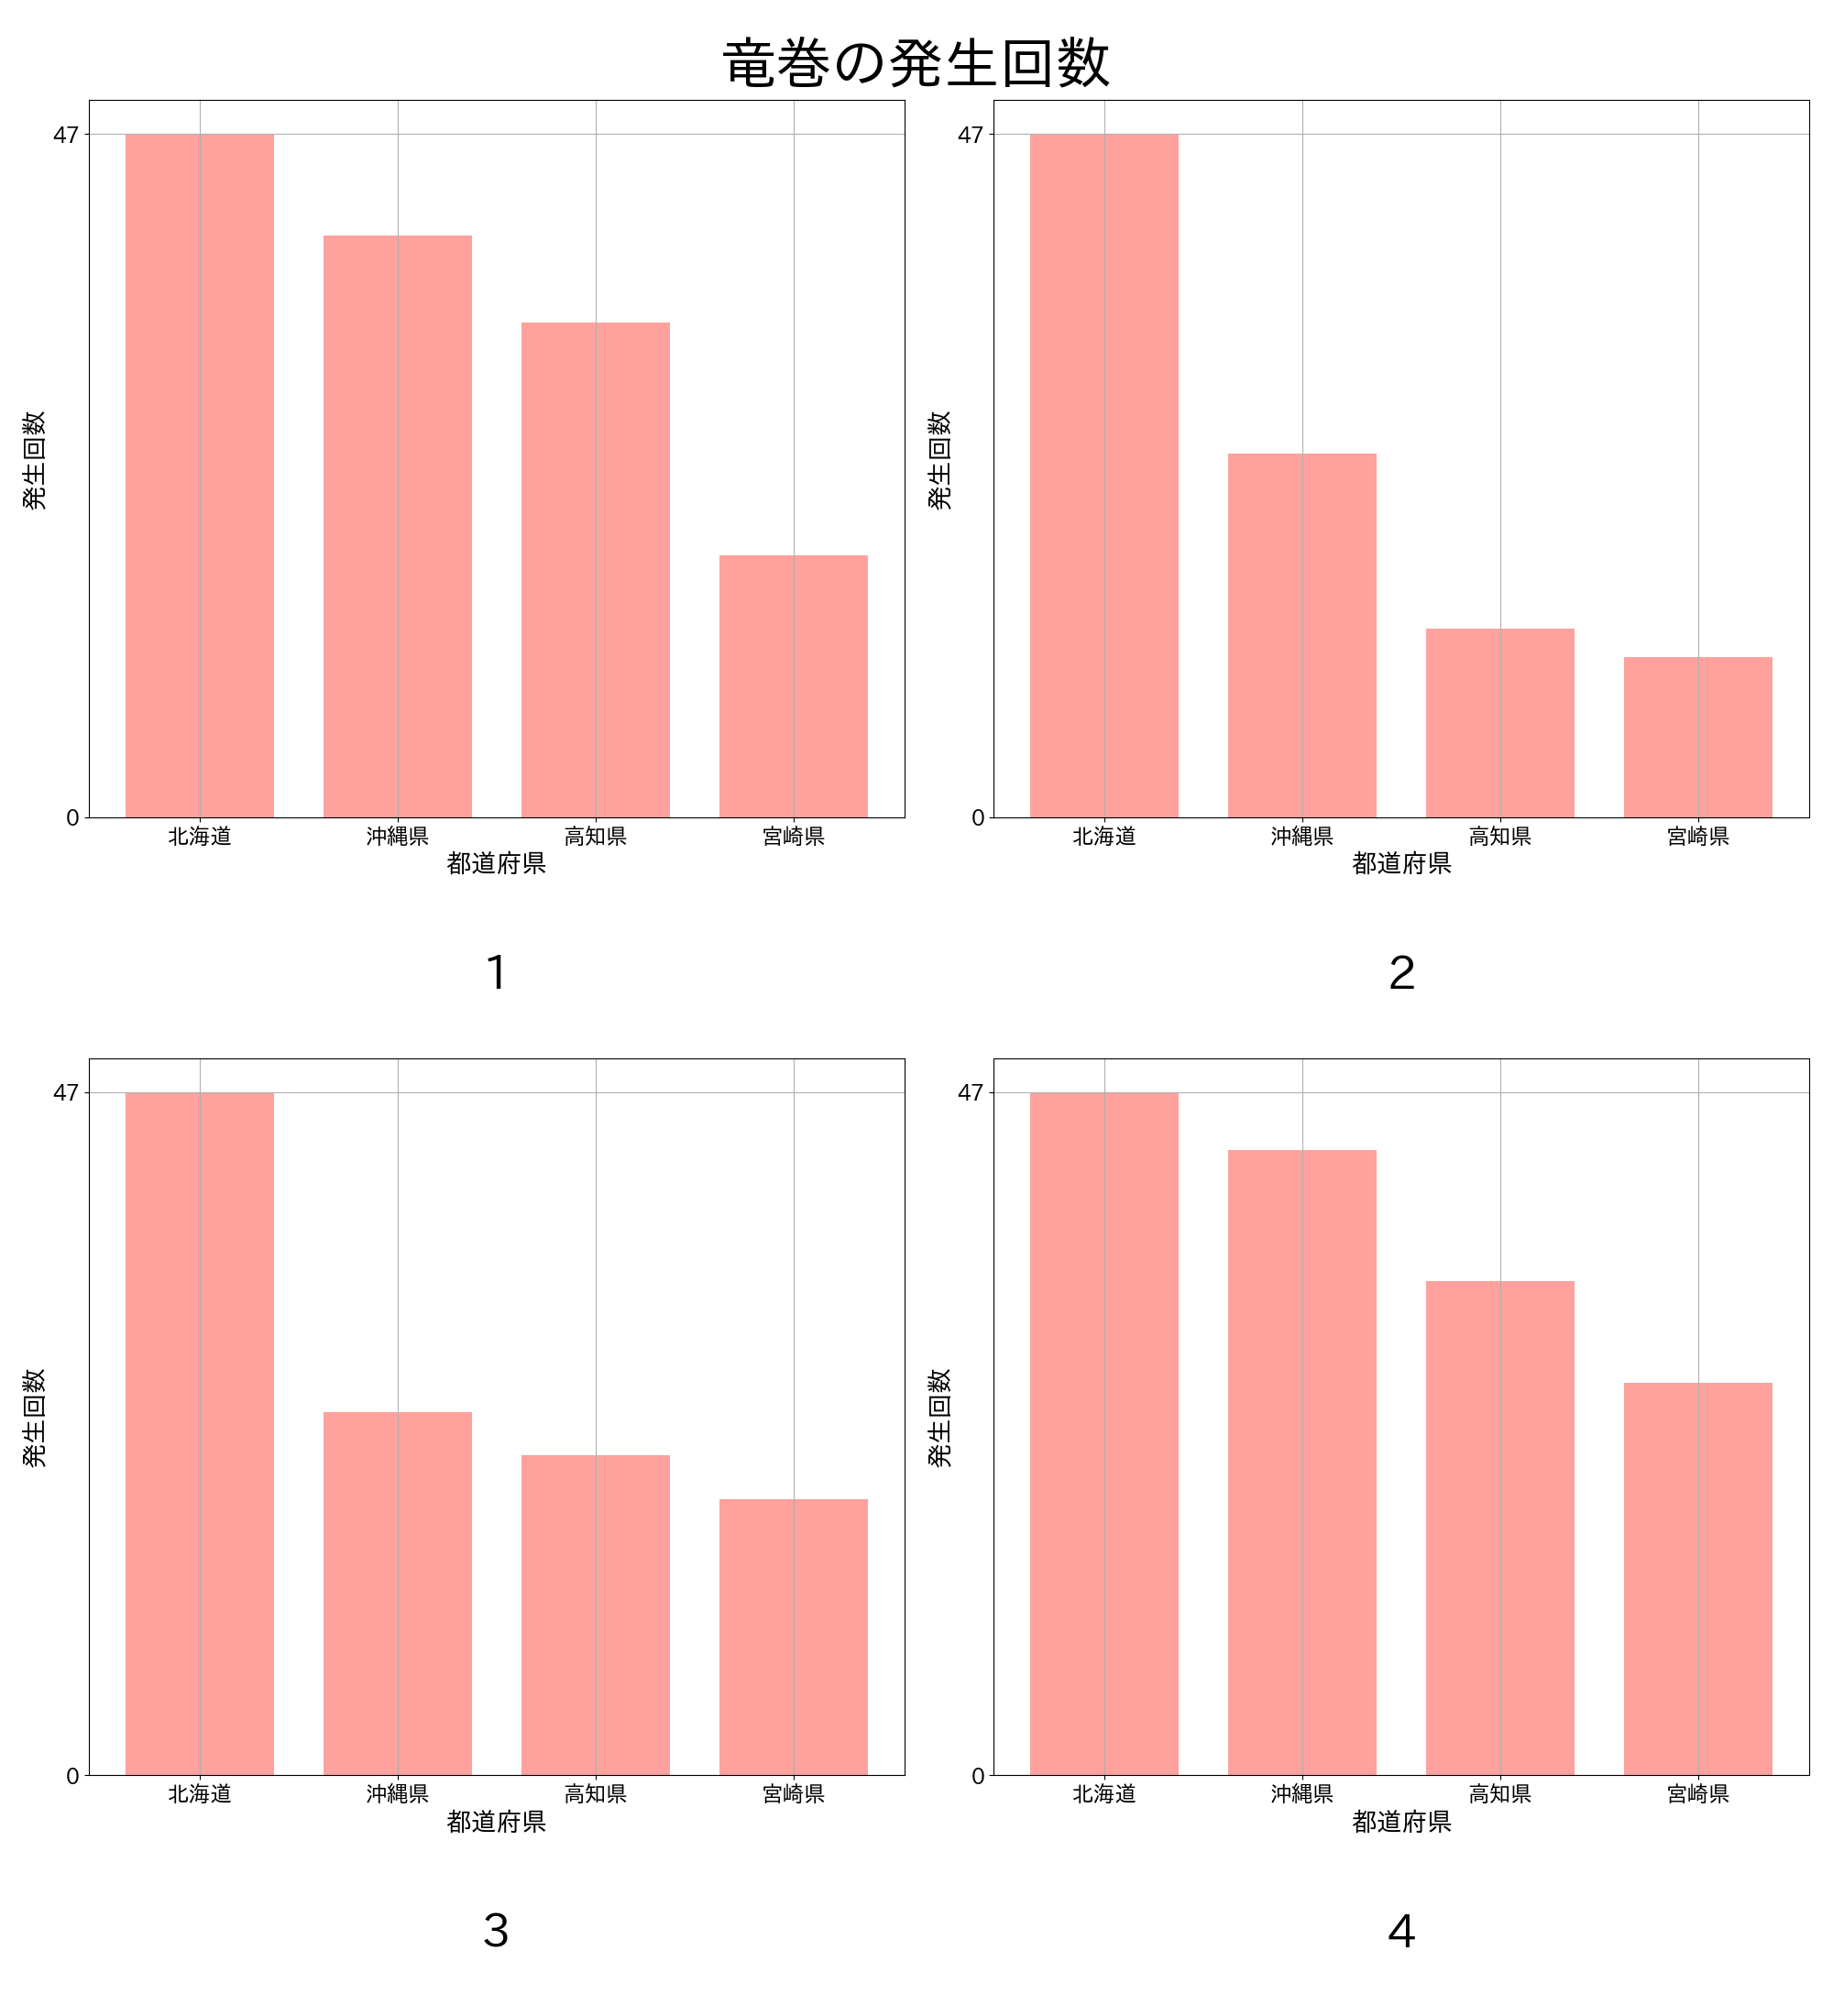 竜巻の発生回数
47
0
発生回数
北海道 沖縄県 高知県 宮崎県
都道府県
1
47
0
発生回数
北海道 沖縄県 高知県 宮崎県
都道府県
2
47
0
発生回数
北海道 沖縄県 高知県 宮崎県
都道府県
3
47
0
発生回数
北海道 沖縄県 高知県 宮崎県
都道府県
4